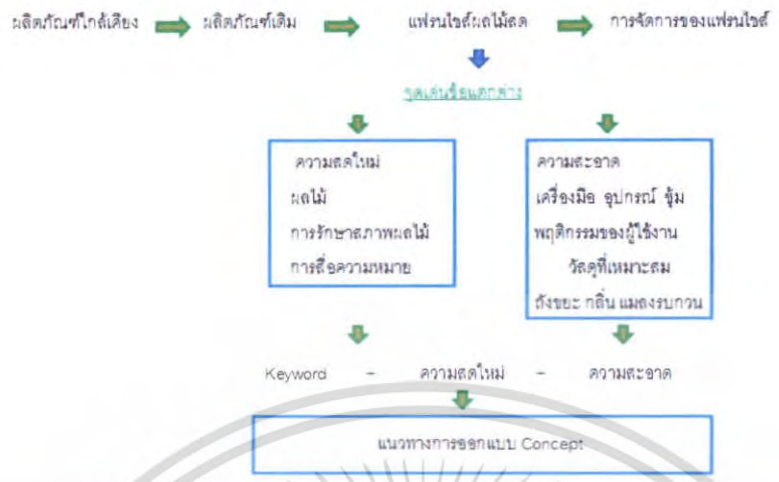 ผลิตภัณฑ์ใกล้เคียง ผลิตภัณฑ์เดิม แฟรนไชส์ผลไม้สด การจัดการของแฟรนไชส์
จุดเด่นข้อแตกต่าง
ความสดใหม่
ผลไม้
การรักษาสภาพผลไม้
การสื่อความหมาย
ความสะอาด
เครื่องมือ อุปกรณ์ ซุ้ม
พฤติกรรมของผู้ใช้งาน
วัสดุที่เหมาะสม
ถังขยะ กลิ่น แมลงรบกวน
Keyword – ความสดใหม่ – ความสะอาด
แนวทางการออกแบบ Concept